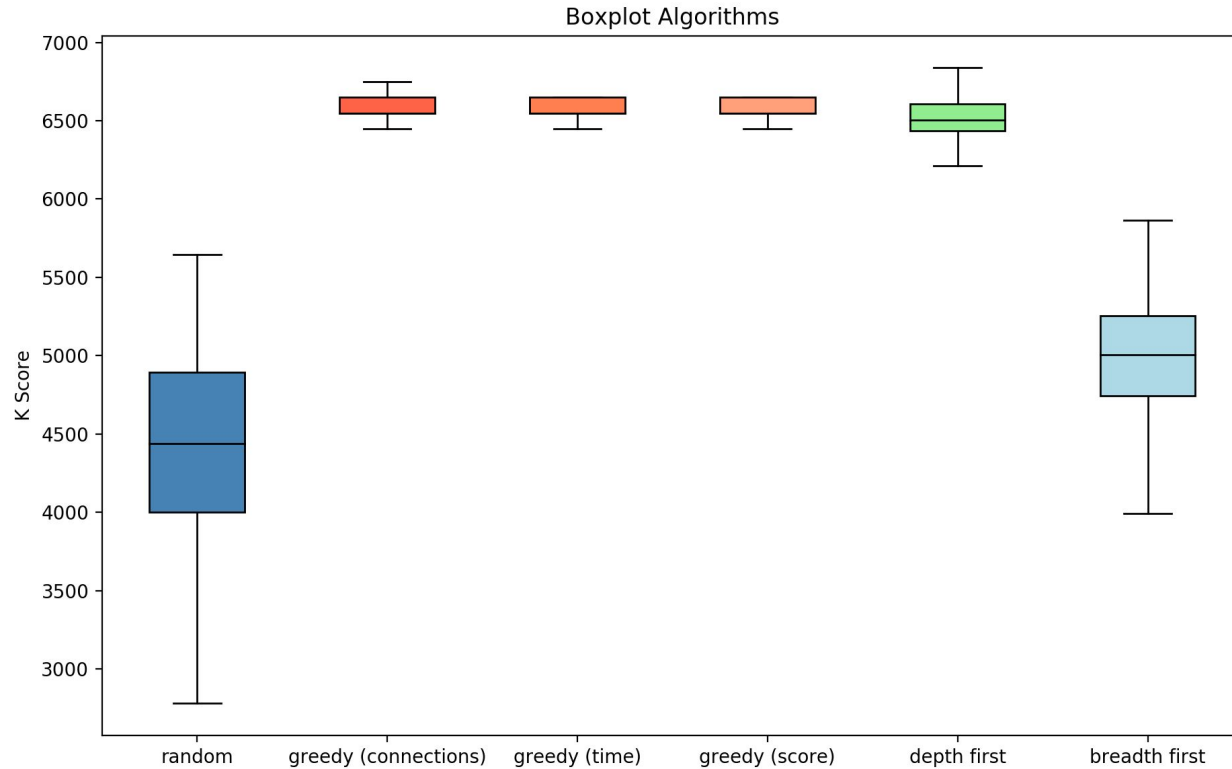 Boxplot Algorithms
7000
6500
6000
5500
5000
4500
4000
3500
3000
K Score
random
greedy (connections)
greedy (time)
greedy (score)
depth first
breadth first